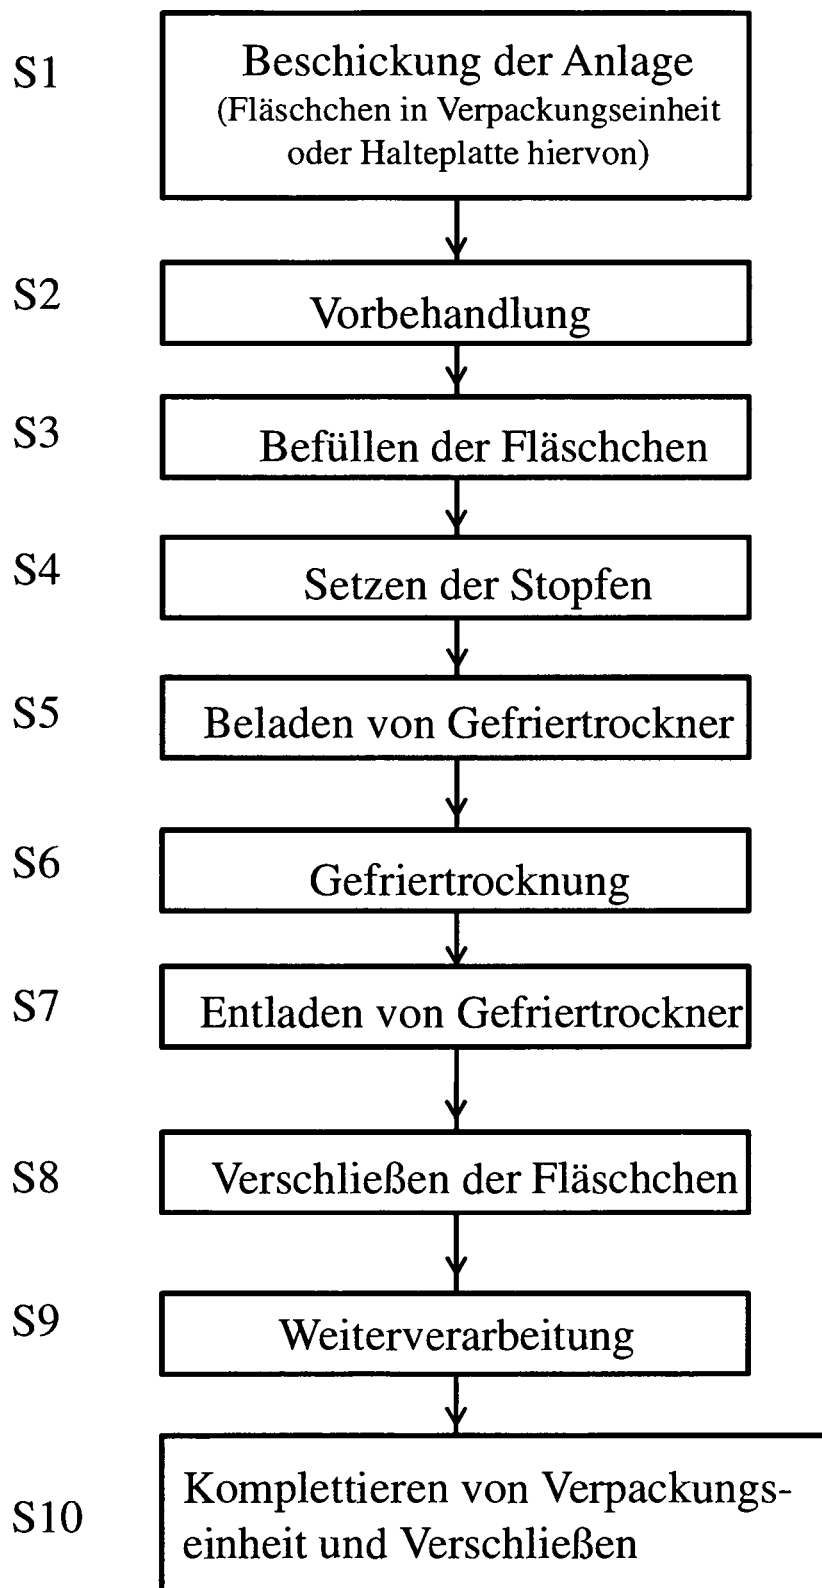 S1
Beschickung der Anlage
(Fläschchen in Verpackungseinheit
oder Halteplatte hiervon)
S2
Vorbehandlung
S3
Befüllen der Fläschchen
S4
Setzen der Stopfen
S5
Beladen von Gefriertrockner
S6
Gefriertrocknung
S7
Entladen von Gefriertrockner
S8
Verschließen der Fläschchen
S9
Weiterverarbeitung
S10
Komplettieren von Verpackungs-
einheit und Verschließen